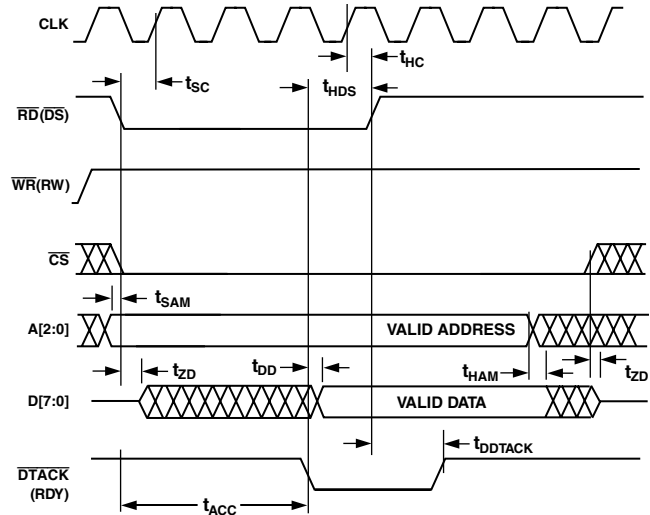 CLK
tHC
tSC
tHDS
RD(DS)
WR(RW)
CS
tSAM
A[2:0]
VALID ADDRESS
tZD
tDD
tHAM
tZD
D[7:0]
VALID DATA
tDDTACK
DTACK
(RDY)
tACC